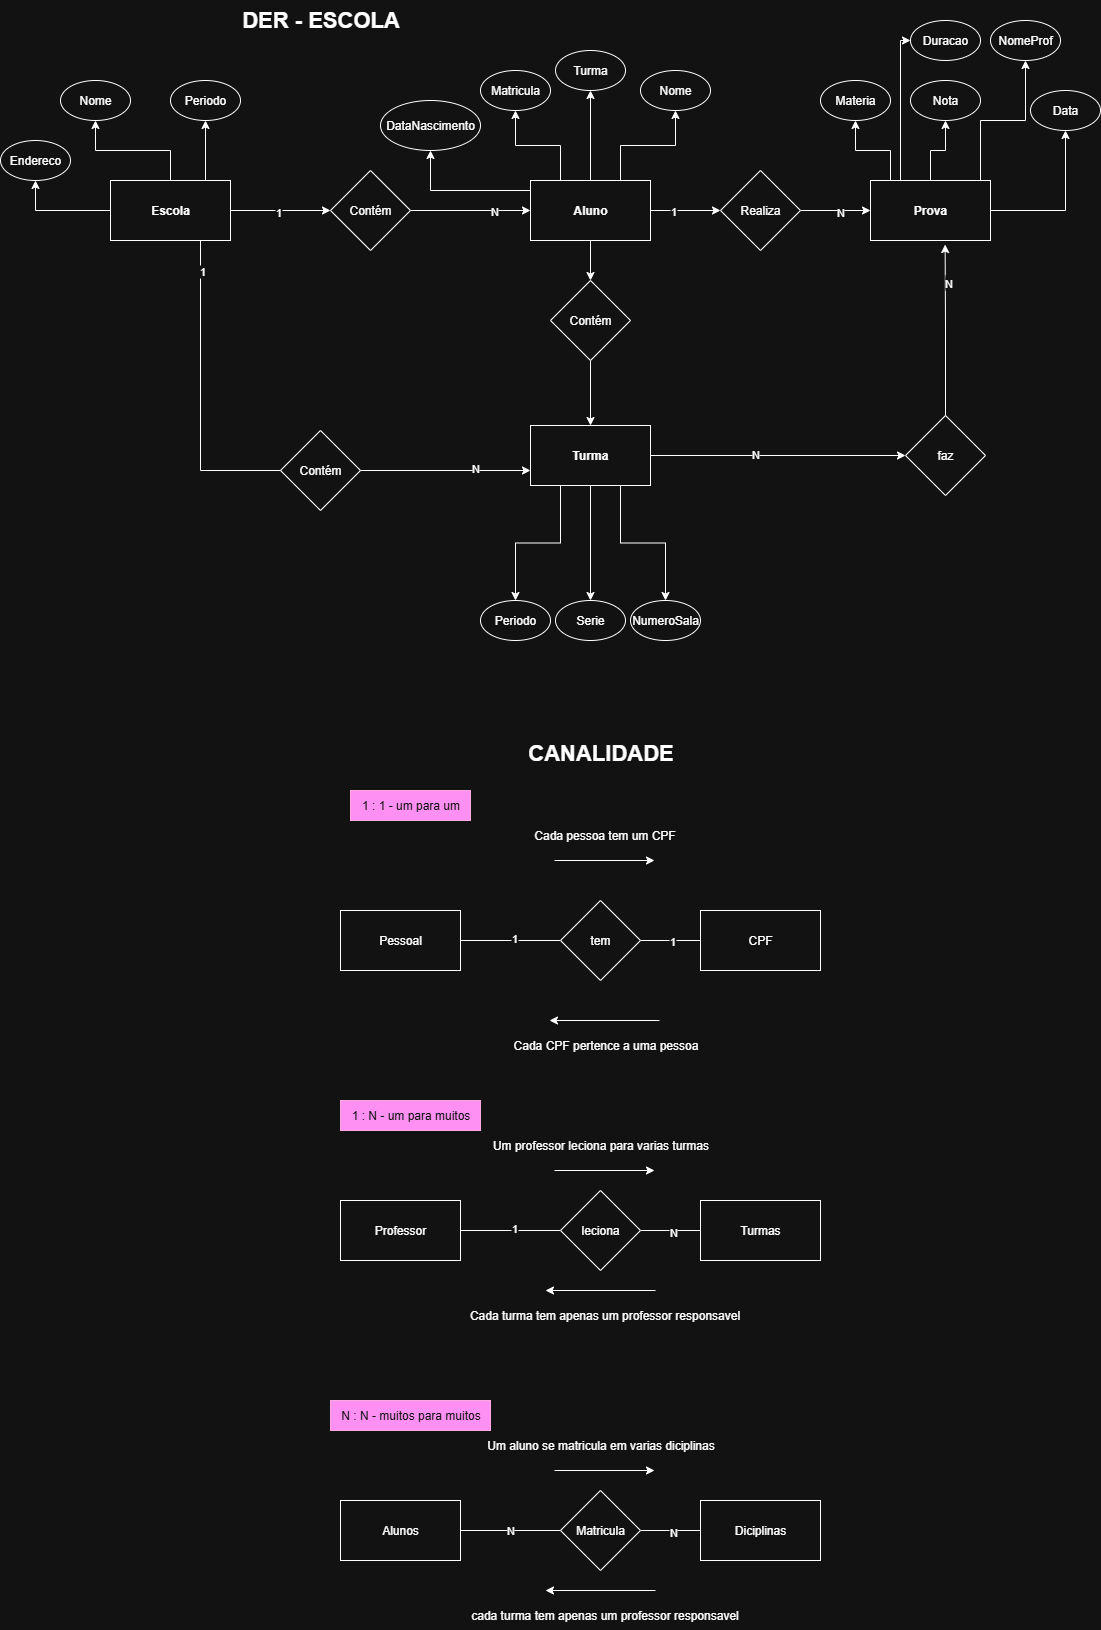 DER - ESCOLA
Duracao
NomeProf
Turma
Matricula
Nome
Nome
Periodo
Materia
Nota
Data
DataNascimento
Endereco
Escola
1
Contém
N
Aluno
1
Realiza
N
Prova
1
N
Contém
Turma
N
faz
Contém
N
Periodo
Serie
NumeroSala
CANALIDADE
1 : 1 - um para um
Cada pessoa tem um CPF
Pessoal
1
tem
1
CPF
Cada CPF pertence a uma pessoa
1 : N - um para muitos
Um professor leciona para varias turmas
Professor
1
leciona
N
Turmas
Cada turma tem apenas um professor responsavel
N : N - muitos para muitos
Um aluno se matricula em varias diciplinas
Alunos
N
Matricula
N
Diciplinas
cada turma tem apenas um professor responsavel